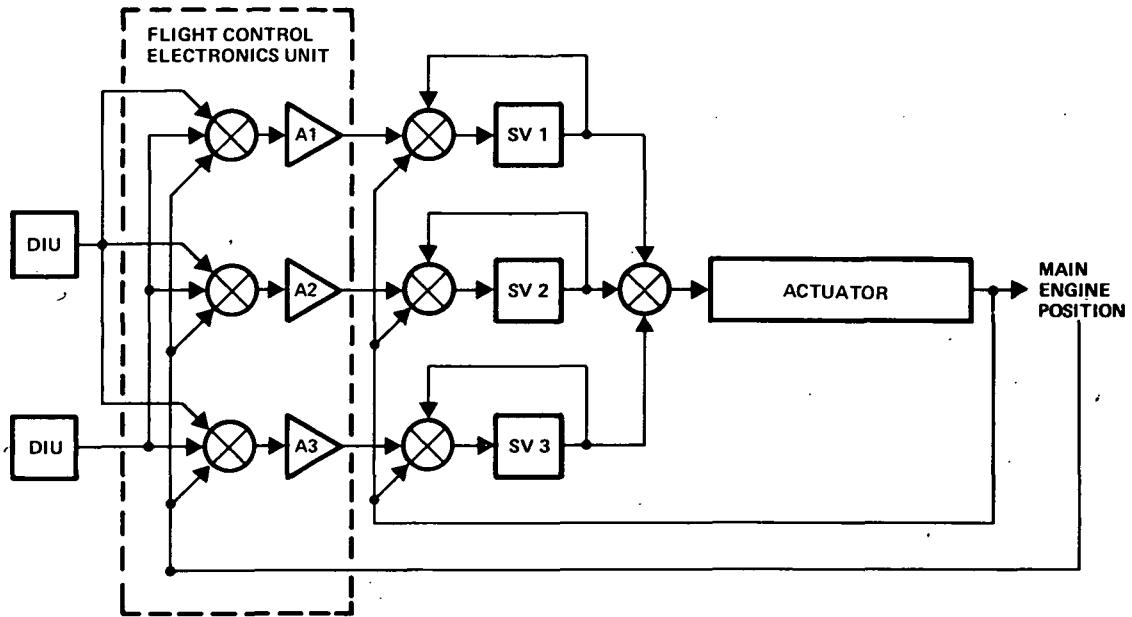 FLIGHT CONTROL
ELECTRONICS UNIT
A1
SV 1
DIU
A2
SV 2
ACTUATOR
MAIN
ENGINE
POSITION
DIU
A3
SV 3